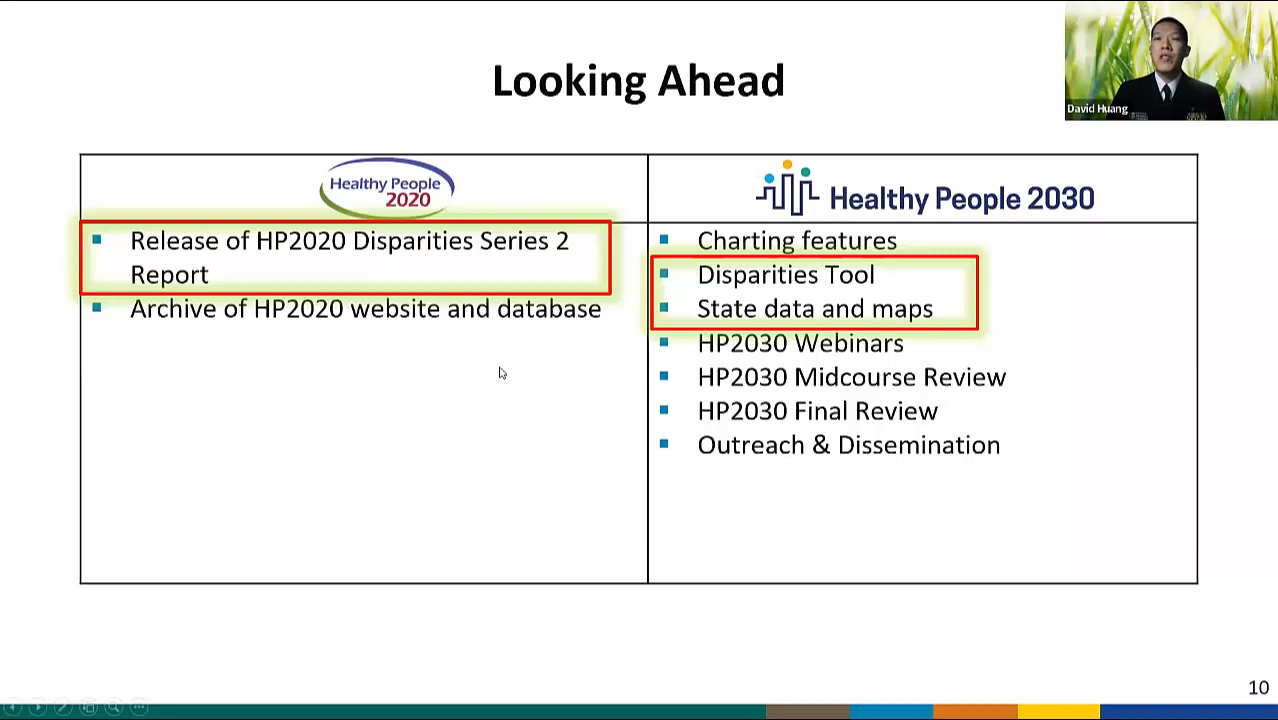 Looking Ahead
David Huang
Healthy People
2020
Healthy People 2030
Release of HP2020 Disparities Series 2
Report
Archive of HP2020 website and database
Charting features
Disparities Tool
State data and maps
HP2030 Webinars
HP2030 Midcourse Review
HP2030 Final Review
Outreach & Dissemination
10